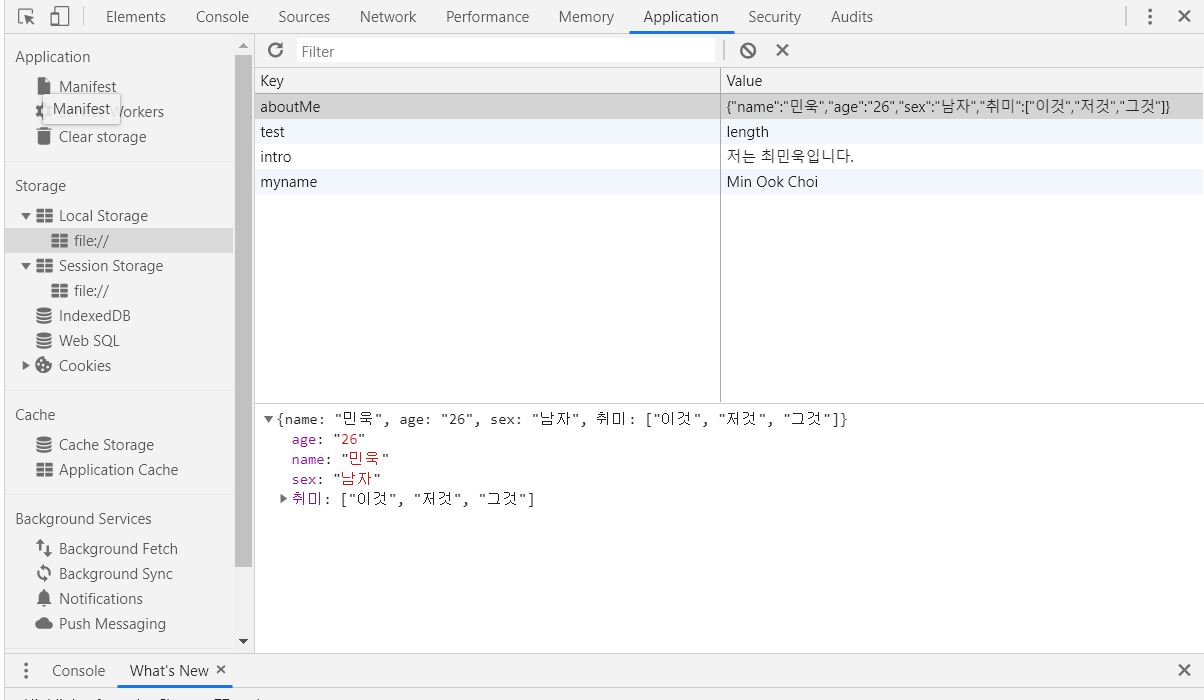 Elements Console Sources Network Performance Memory Application Security Audits
Application
Manifest
Manifest Workers
Clear storage
Storage
Local Storage
file://
Session Storage
file://
IndexedDB
Web SQL
Cookies
Cache
Cache Storage
Application Cache
Background Services
Background Fetch
Background Sync
Notifications
Push Messaging
Filter
Key Value
aboutMe {"name":"민욱","age":"26","sex":"남자","취미":["이것","저것","그것"]}
test length
intro 저는 최민욱입니다.
myname Min Ook Choi
{name: "민욱", age: "26", sex: "남자", 취미: ["이것", "저것", "그것"]}
age: "26"
name: "민욱"
sex: "남자"
취미: ["이것", "저것", "그것"]
Console What's New